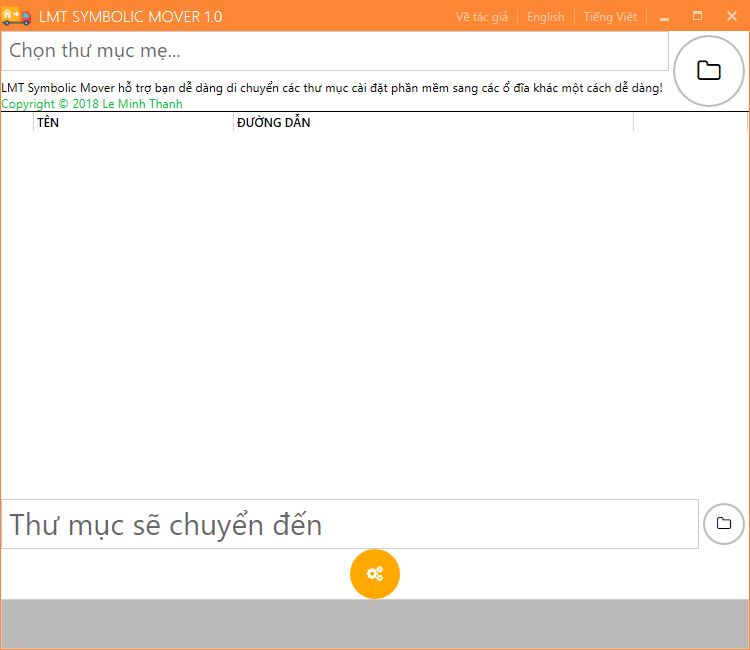 LMT SYMBOLIC MOVER 1.0
Về tác giả
English
Tiếng Việt
Chọn thư mục mẹ...
LMT Symbolic Mover hỗ trợ bạn dễ dàng di chuyển các thư mục cài đặt phần mềm sang các ổ đĩa khác một cách dễ dàng!
Copyright © 2018 Le Minh Thanh
TÊN
ĐƯỜNG DẪN
Thư mục sẽ chuyển đến